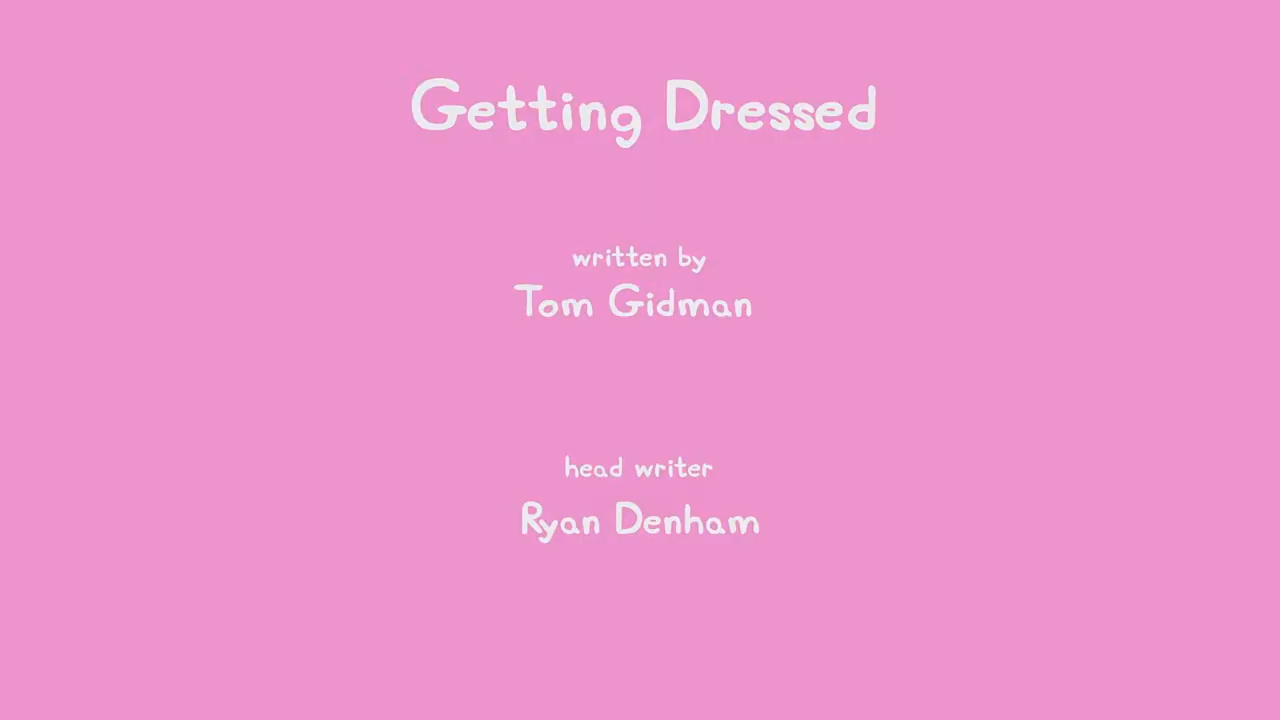 Getting Dressed
written by
Tom Gidman
head writer
Ryan Denham